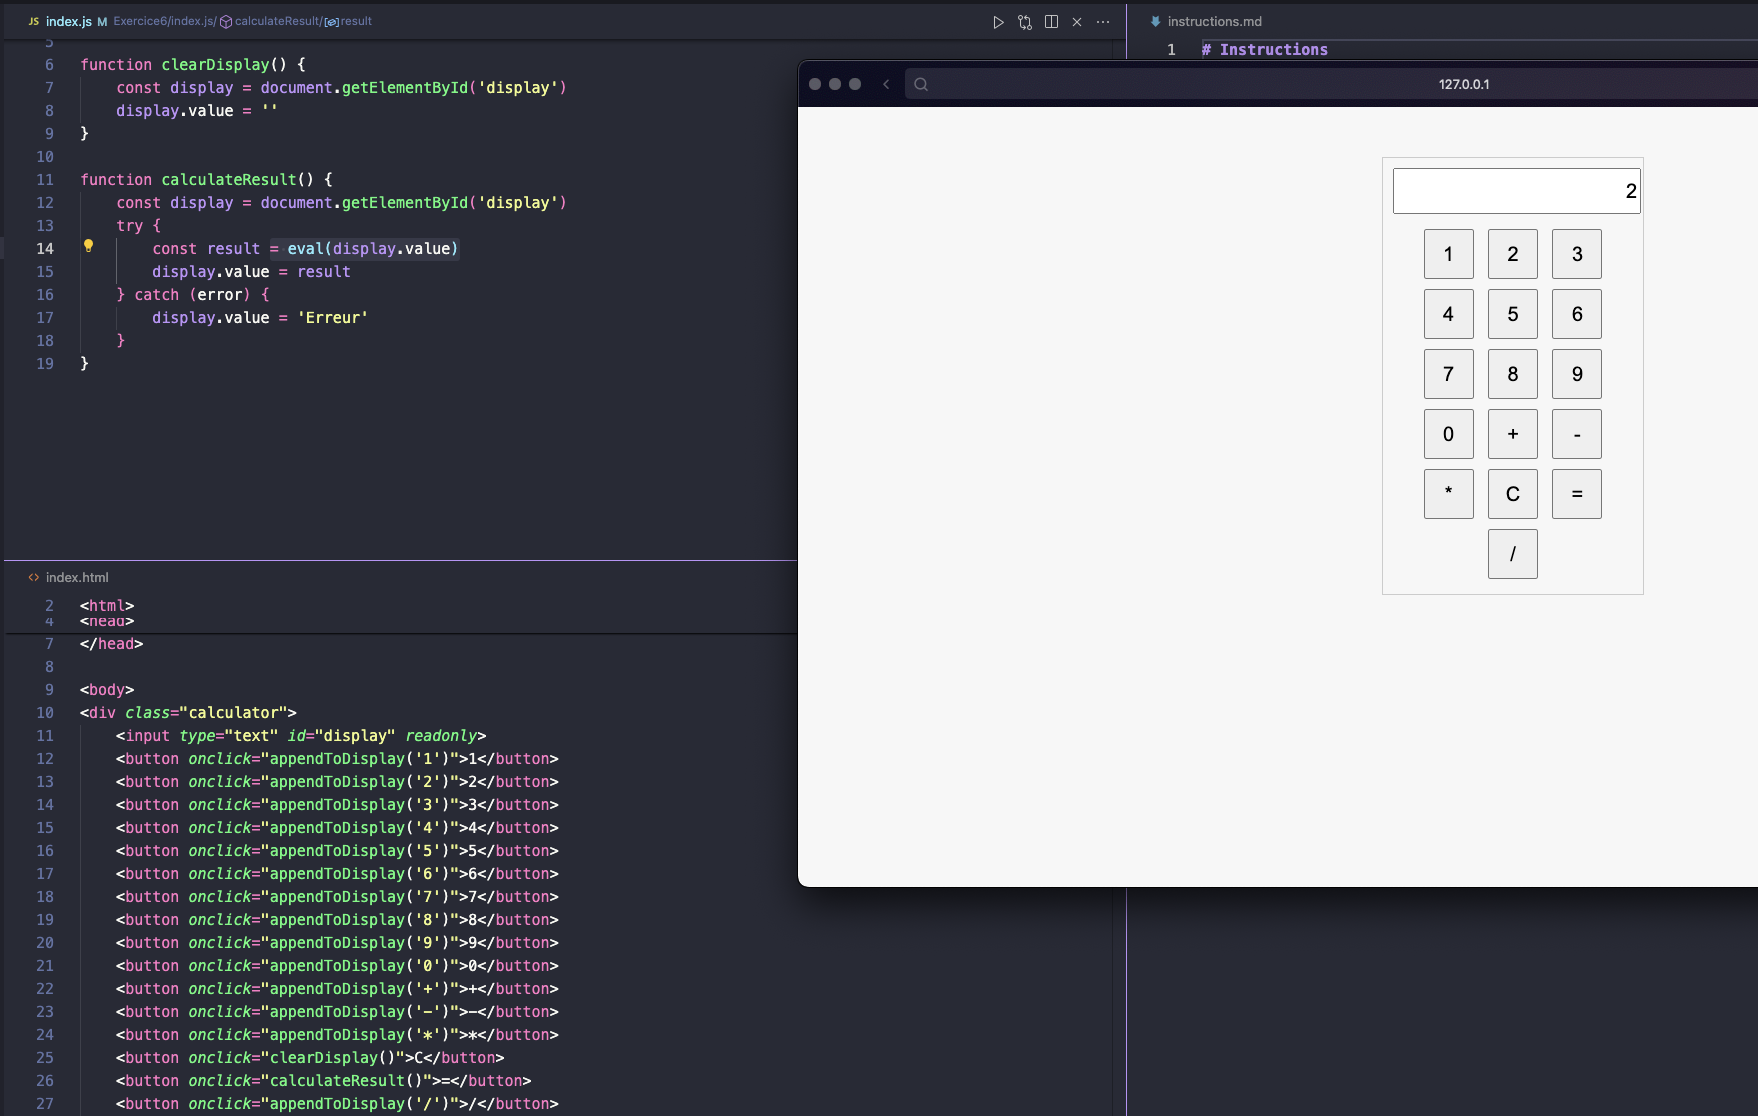 JS index.js M Exercice6/index.js/ calculateResult/ result
5
6 function clearDisplay() {
7 const display = document.getElementById('display')
8 display.value = ''
9 }
10
11 function calculateResult() {
12 const display = document.getElementById('display')
13 try {
14 const result = eval(display.value)
15 display.value = result
16 } catch (error) {
17 display.value = 'Erreur'
18 }
19 }
index.html
2 <html>
4 <head>
7 </head>
8
9 <body>
10 <div class="calculator">
11 <input type="text" id="display" readonly>
12 <button onclick="appendToDisplay('1')">1</button>
13 <button onclick="appendToDisplay('2')">2</button>
14 <button onclick="appendToDisplay('3')">3</button>
15 <button onclick="appendToDisplay('4')">4</button>
16 <button onclick="appendToDisplay('5')">5</button>
17 <button onclick="appendToDisplay('6')">6</button>
18 <button onclick="appendToDisplay('7')">7</button>
19 <button onclick="appendToDisplay('8')">8</button>
20 <button onclick="appendToDisplay('9')">9</button>
21 <button onclick="appendToDisplay('0')">0</button>
22 <button onclick="appendToDisplay('+')">+</button>
23 <button onclick="appendToDisplay('-')">-</button>
24 <button onclick="appendToDisplay('*')">*</button>
25 <button onclick="clearDisplay()">C</button>
26 <button onclick="calculateResult()">=</button>
27 <button onclick="appendToDisplay('/')">/</button>
instructions.md
1 # Instructions
127.0.0.1
2
1 2 3
4 5 6
7 8 9
0 + -
* C =
/